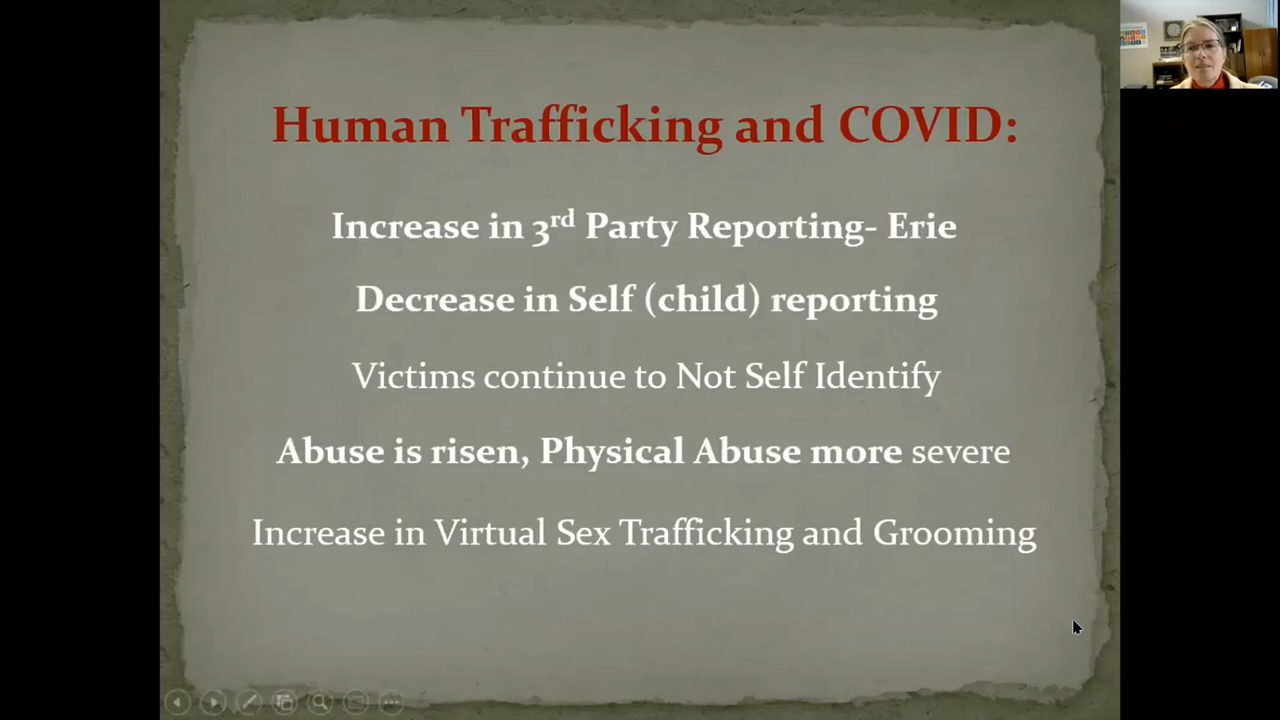 Human Trafficking and COVID:
Increase in 3rd Party Reporting- Erie
Decrease in Self (child) reporting
Victims continue to Not Self Identify
Abuse is risen, Physical Abuse more severe
Increase in Virtual Sex Trafficking and Grooming